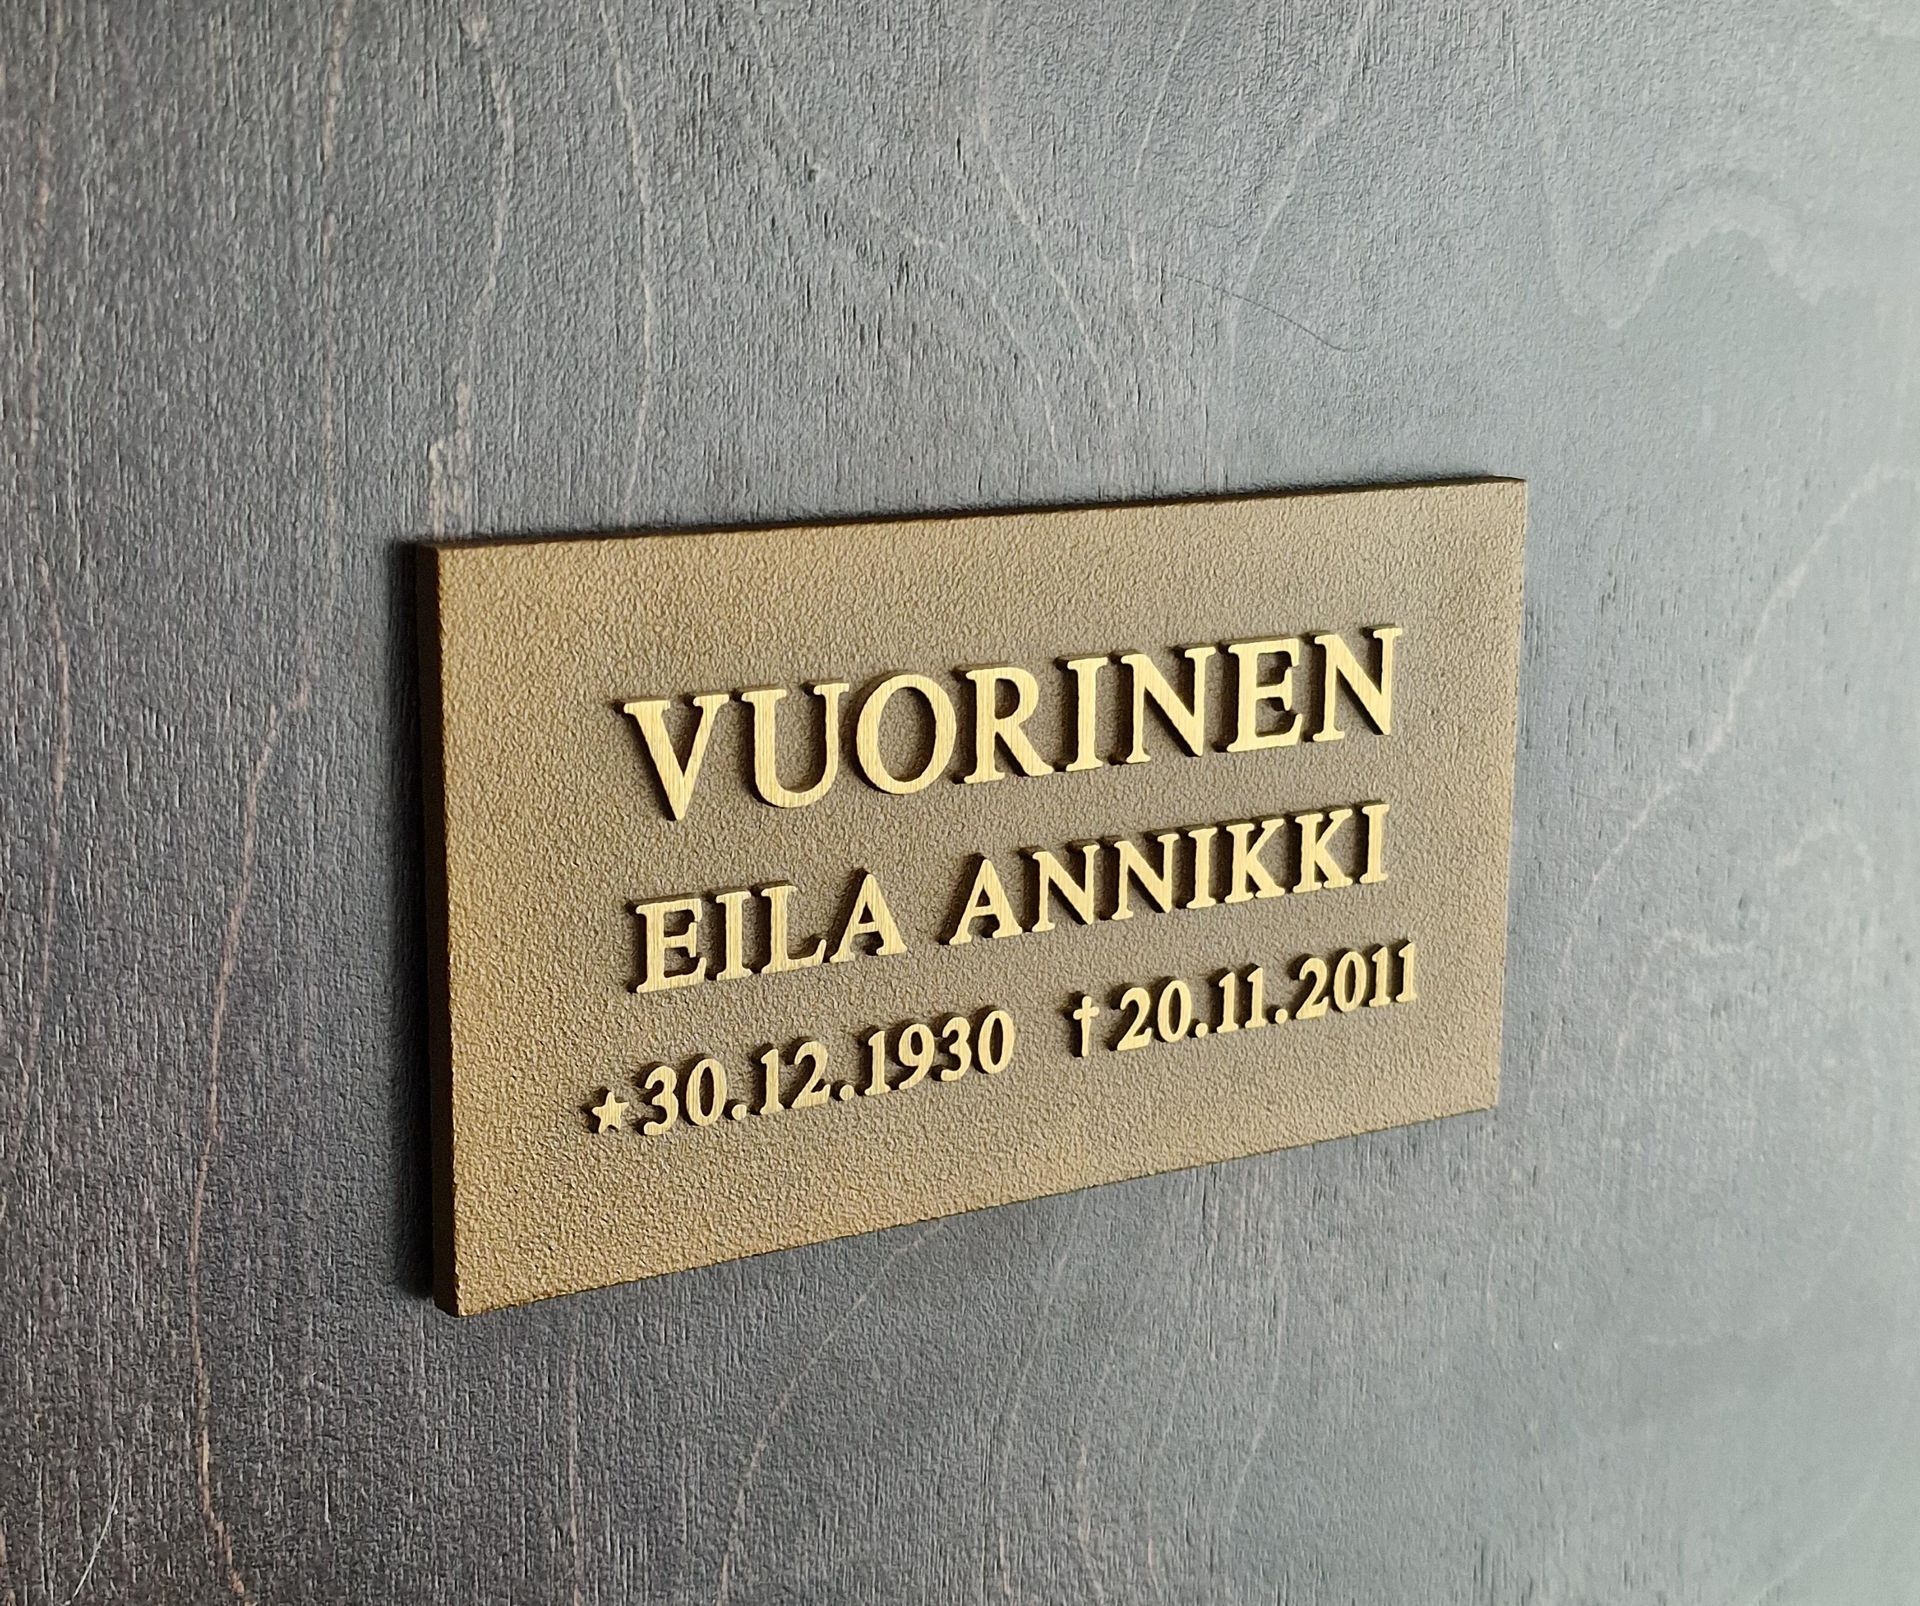 VUORINEN
EILA ANNIKKI
★30.12.1930 †20.11.2011